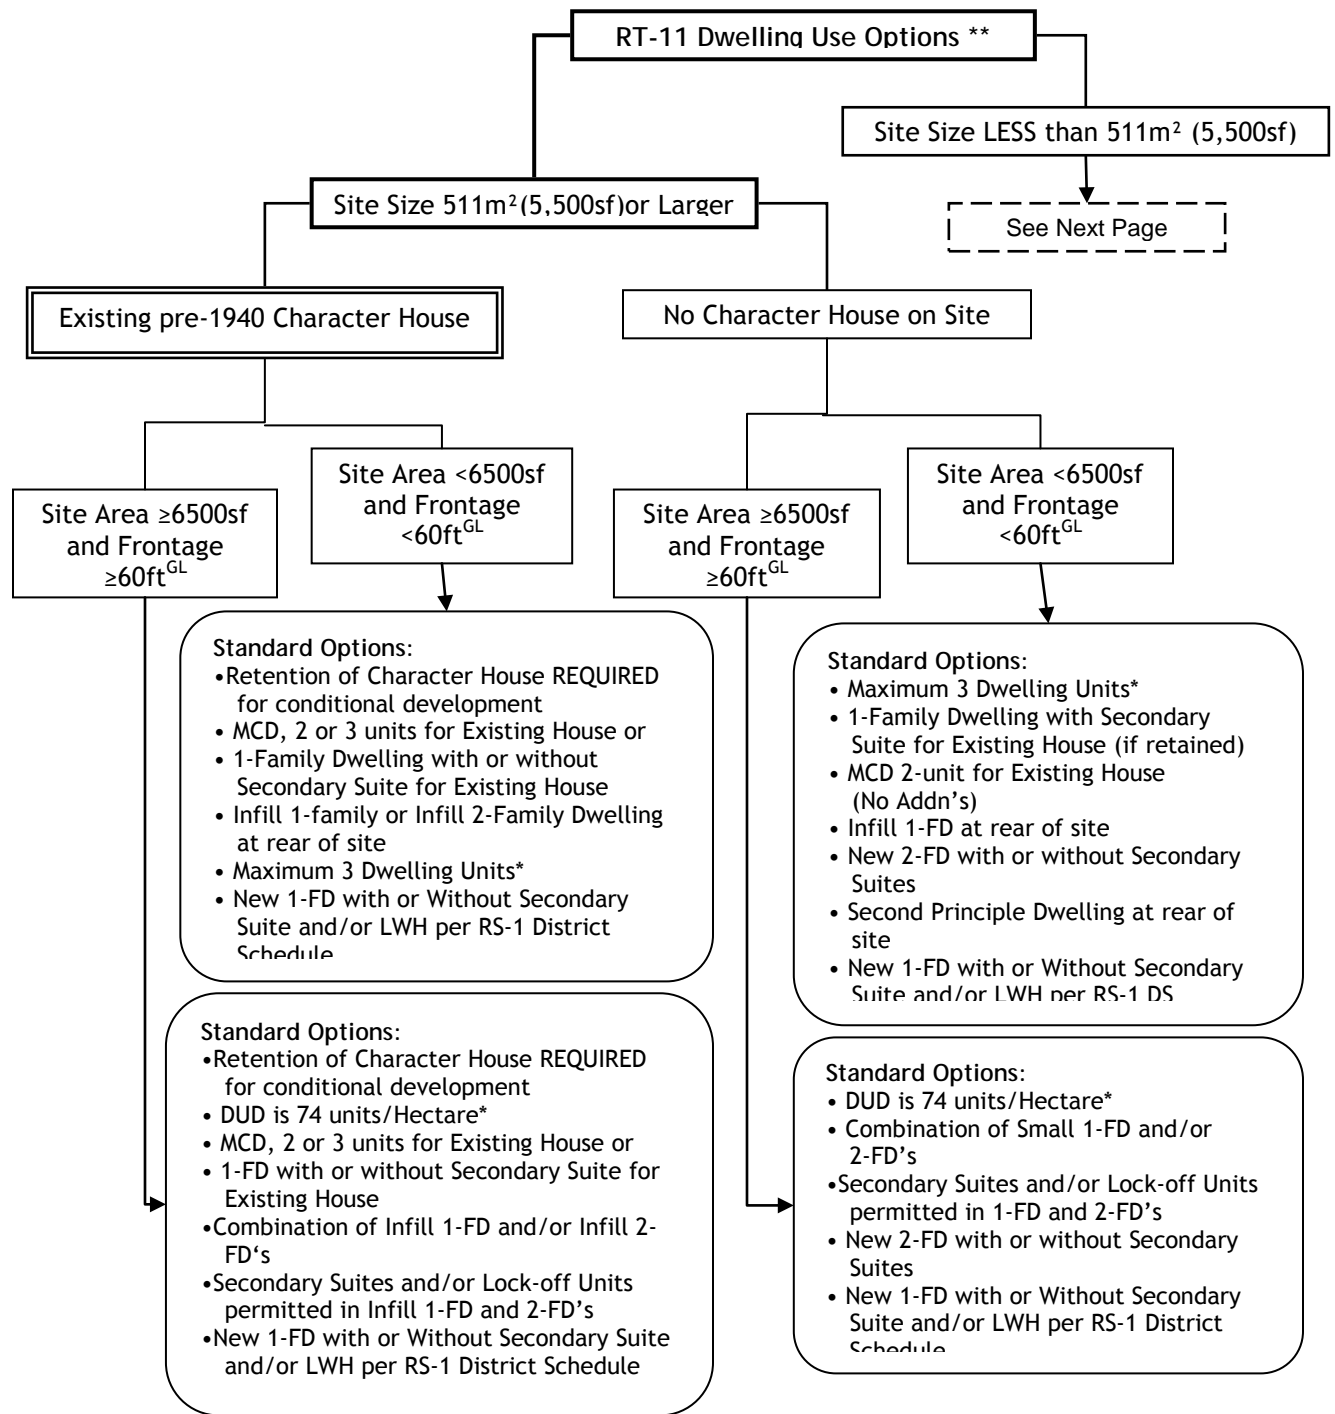 RT-11 Dwelling Use Options **
Site Size LESS than 511m² (5,500sf)
Site Size 511m²(5,500sf)or Larger
See Next Page
Existing pre-1940 Character House
No Character House on Site
Site Area ≥6500sf
and Frontage
≥60ft^GL
Site Area <6500sf
and Frontage
<60ft^GL
Site Area ≥6500sf
and Frontage
≥60ft^GL
Site Area <6500sf
and Frontage
<60ft^GL
Standard Options:
•Retention of Character House REQUIRED
for conditional development
• MCD, 2 or 3 units for Existing House or
• 1-Family Dwelling with or without
Secondary Suite for Existing House
• Infill 1-family or Infill 2-Family Dwelling
at rear of site
• Maximum 3 Dwelling Units*
• New 1-FD with or Without Secondary
Suite and/or LWH per RS-1 District
Schedule
Standard Options:
• Maximum 3 Dwelling Units*
• 1-Family Dwelling with Secondary
Suite for Existing House (if retained)
• MCD 2-unit for Existing House
(No Addn's)
• Infill 1-FD at rear of site
• New 2-FD with or without Secondary
Suites
• Second Principle Dwelling at rear of
site
• New 1-FD with or Without Secondary
Suite and/or LWH per RS-1 DS
Standard Options:
•Retention of Character House REQUIRED
for conditional development
• DUD is 74 units/Hectare*
• MCD, 2 or 3 units for Existing House or
• 1-FD with or without Secondary Suite for
Existing House
•Combination of Infill 1-FD and/or Infill 2-
FD‘s
•Secondary Suites and/or Lock-off Units
permitted in Infill 1-FD and 2-FD’s
•New 1-FD with or Without Secondary Suite
and/or LWH per RS-1 District Schedule
Standard Options:
• DUD is 74 units/Hectare*
• Combination of Small 1-FD and/or
2-FD's
•Secondary Suites and/or Lock-off Units
permitted in 1-FD and 2-FD’s
• New 2-FD with or without Secondary
Suites
• New 1-FD with or Without Secondary
Suite and/or LWH per RS-1 District
Schedule